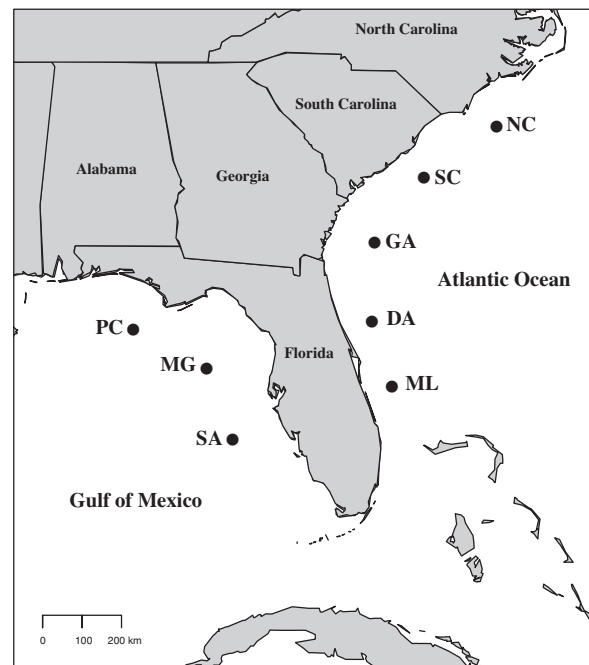 North Carolina
South Carolina
NC
Alabama
Georgia
SC
GA
Atlantic Ocean
PC
DA
Florida
MG
ML
SA
Gulf of Mexico
0 100 200 km